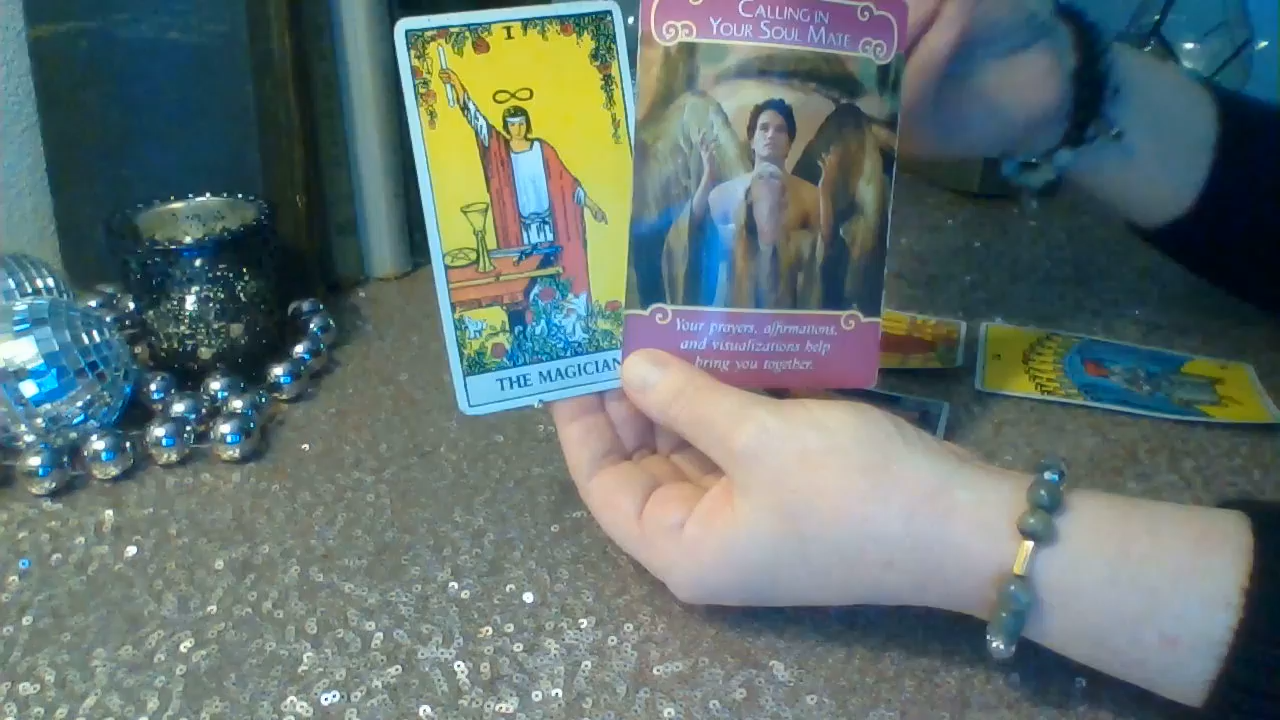 I
THE MAGICIAN
CALLING IN
YOUR SOUL MATE
Your prayers, affirmations,
and visualizations help
bring you together.